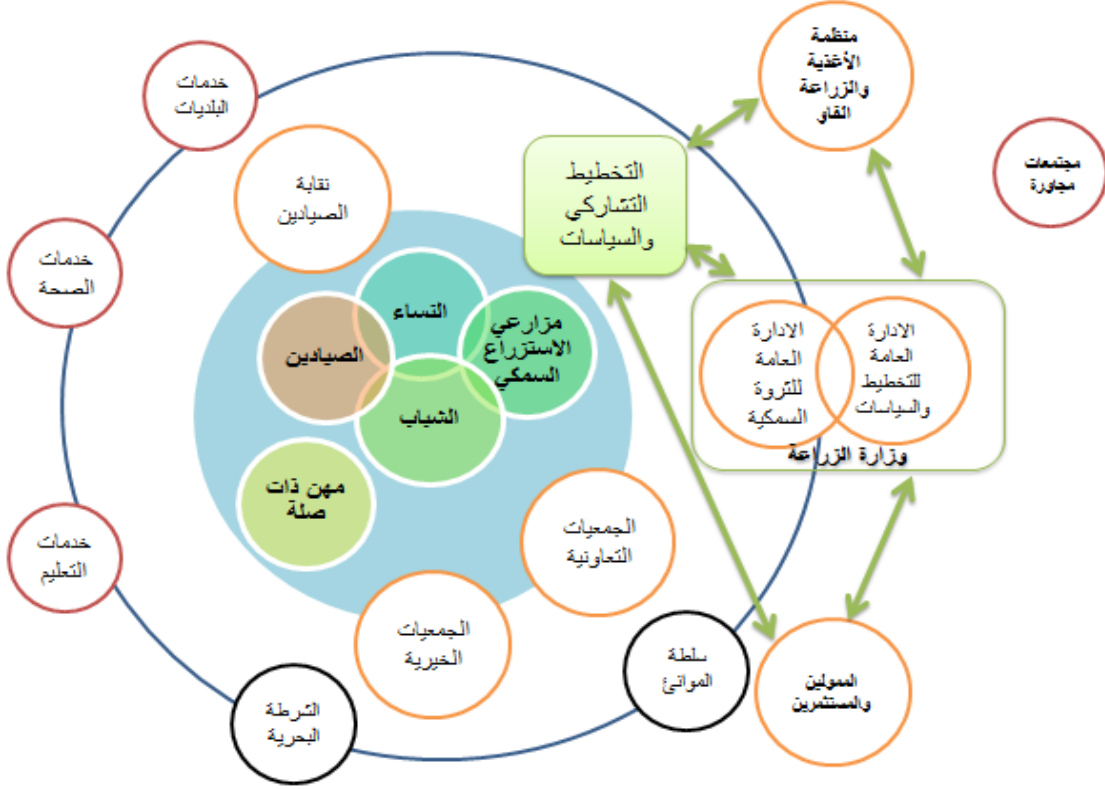 منظمة
الأغذية
والزراعة
الفاو
خدمات
البلديات
مجتمعات
مجاورة
التخطيط
التشاركي
والسياسات
نقابة
الصيادين
خدمات
الصحة
النساء
مزارعي
الاستزراع
السمكي
الصيادين
الشباب
الادارة
العامة
للثروة
السمكية
الادارة
العامة
للتخطيط
والسياسات
وزارة الزراعة
مهن ذات
صلة
خدمات
التعليم
الجمعيات
التعاونية
الجمعيات
الخيرية
سلطة
الموانئ
الممولين
والمستثمرين
الشرطة
البحرية